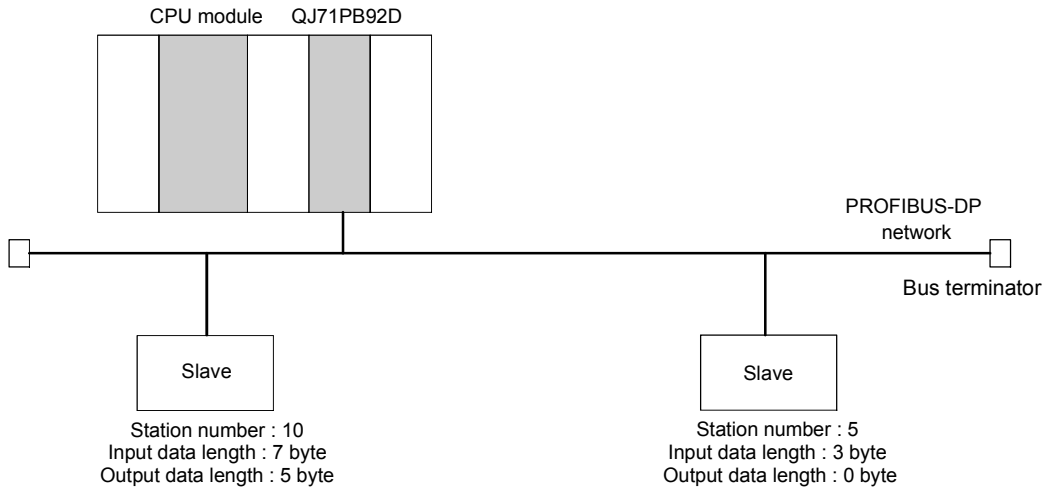 CPU module
QJ71PB92D
PROFIBUS-DP
network
Bus terminator
Slave
Station number : 10
Input data length : 7 byte
Output data length : 5 byte
Slave
Station number : 5
Input data length : 3 byte
Output data length : 0 byte